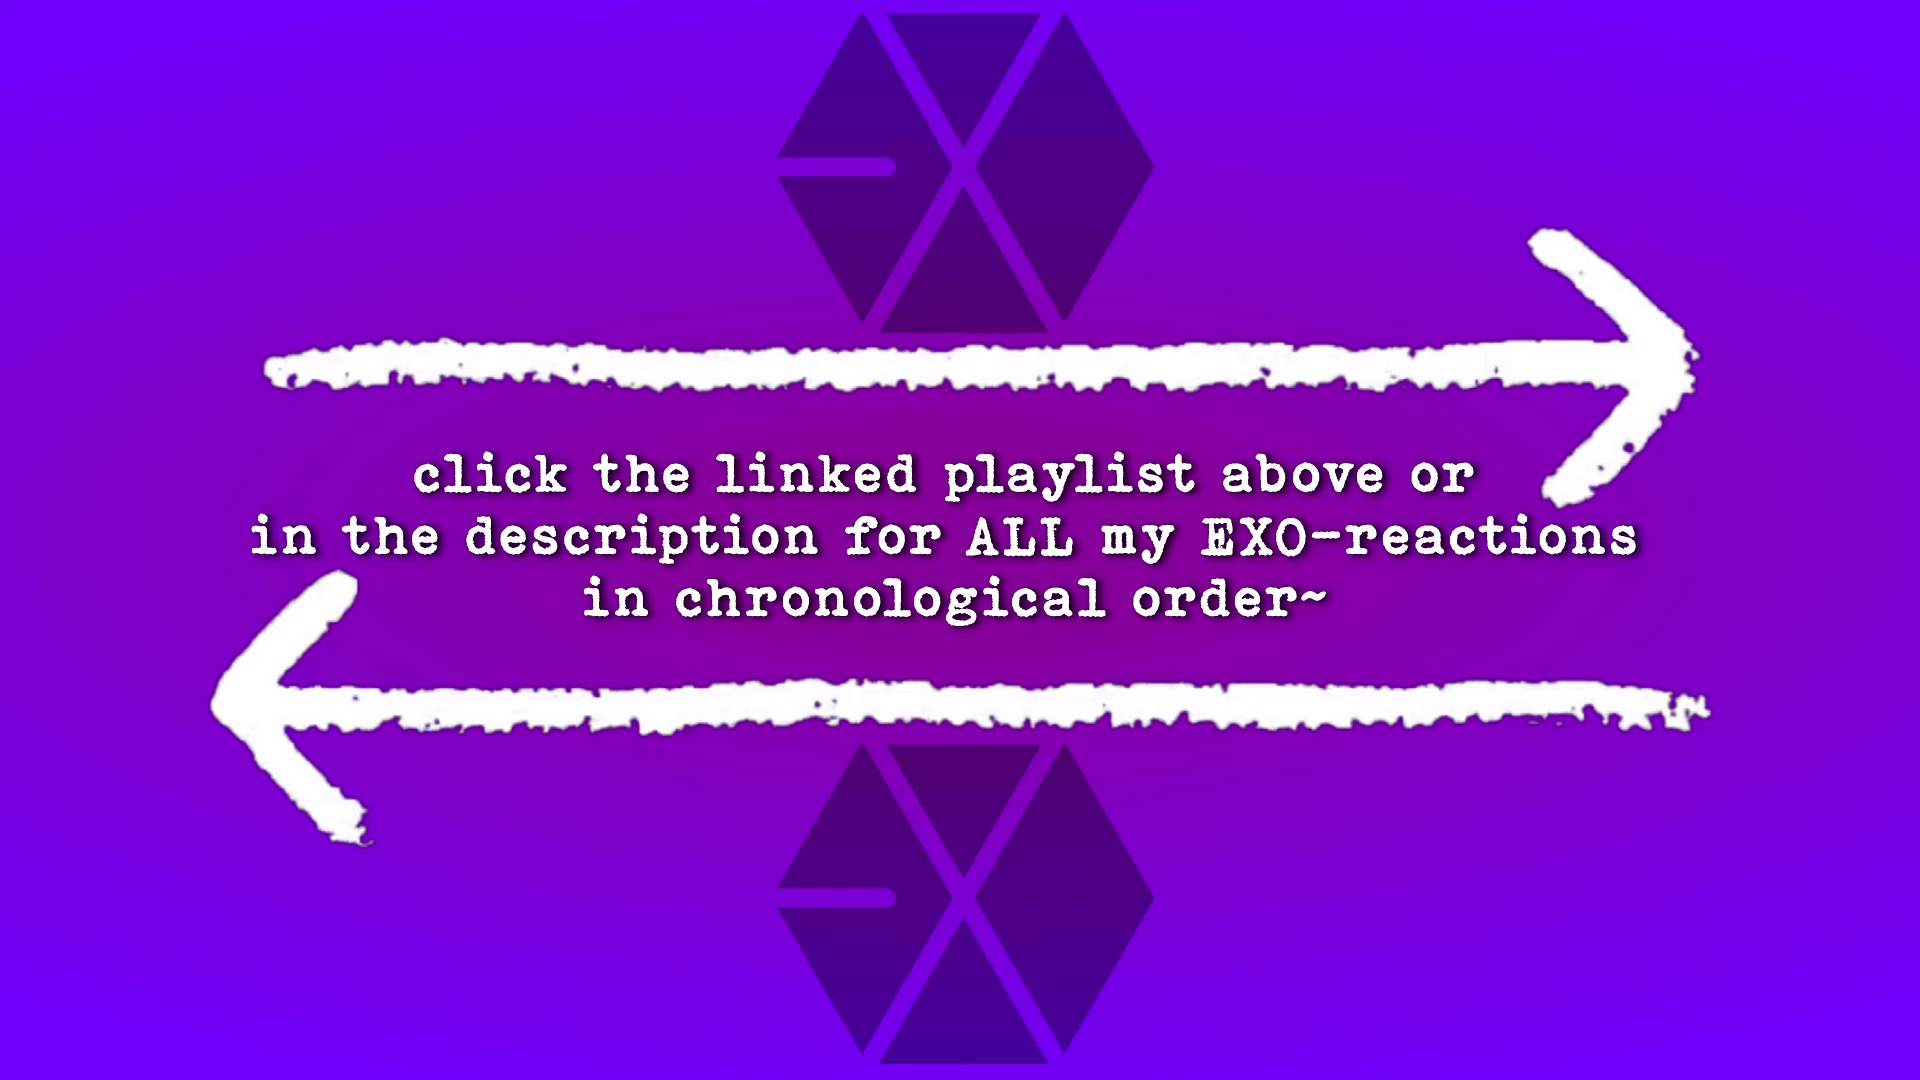 click the linked playlist above or
in the description for ALL my EXO-reactions
in chronological order~